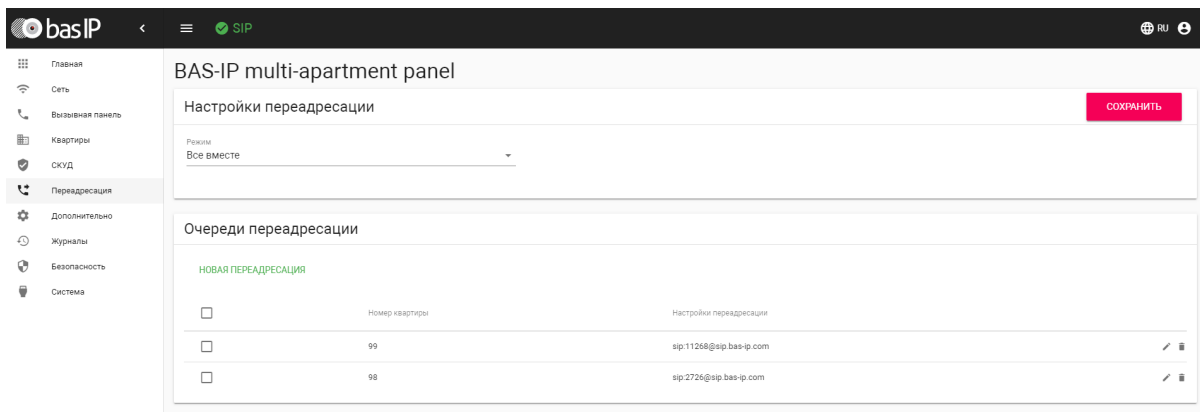 bas IP
SIP
RU
Главная
Сеть
Вызывная панель
Квартиры
СКУД
Переадресация
Дополнительно
Журналы
Безопасность
Система
BAS-IP multi-apartment panel
Настройки переадресации
СОХРАНИТЬ
Режим
Все вместе
Очереди переадресации
НОВАЯ ПЕРЕАДРЕСАЦИЯ
Номер квартиры Настройки переадресации
99 sip:11268@sip.bas-ip.com
98 sip:2726@sip.bas-ip.com